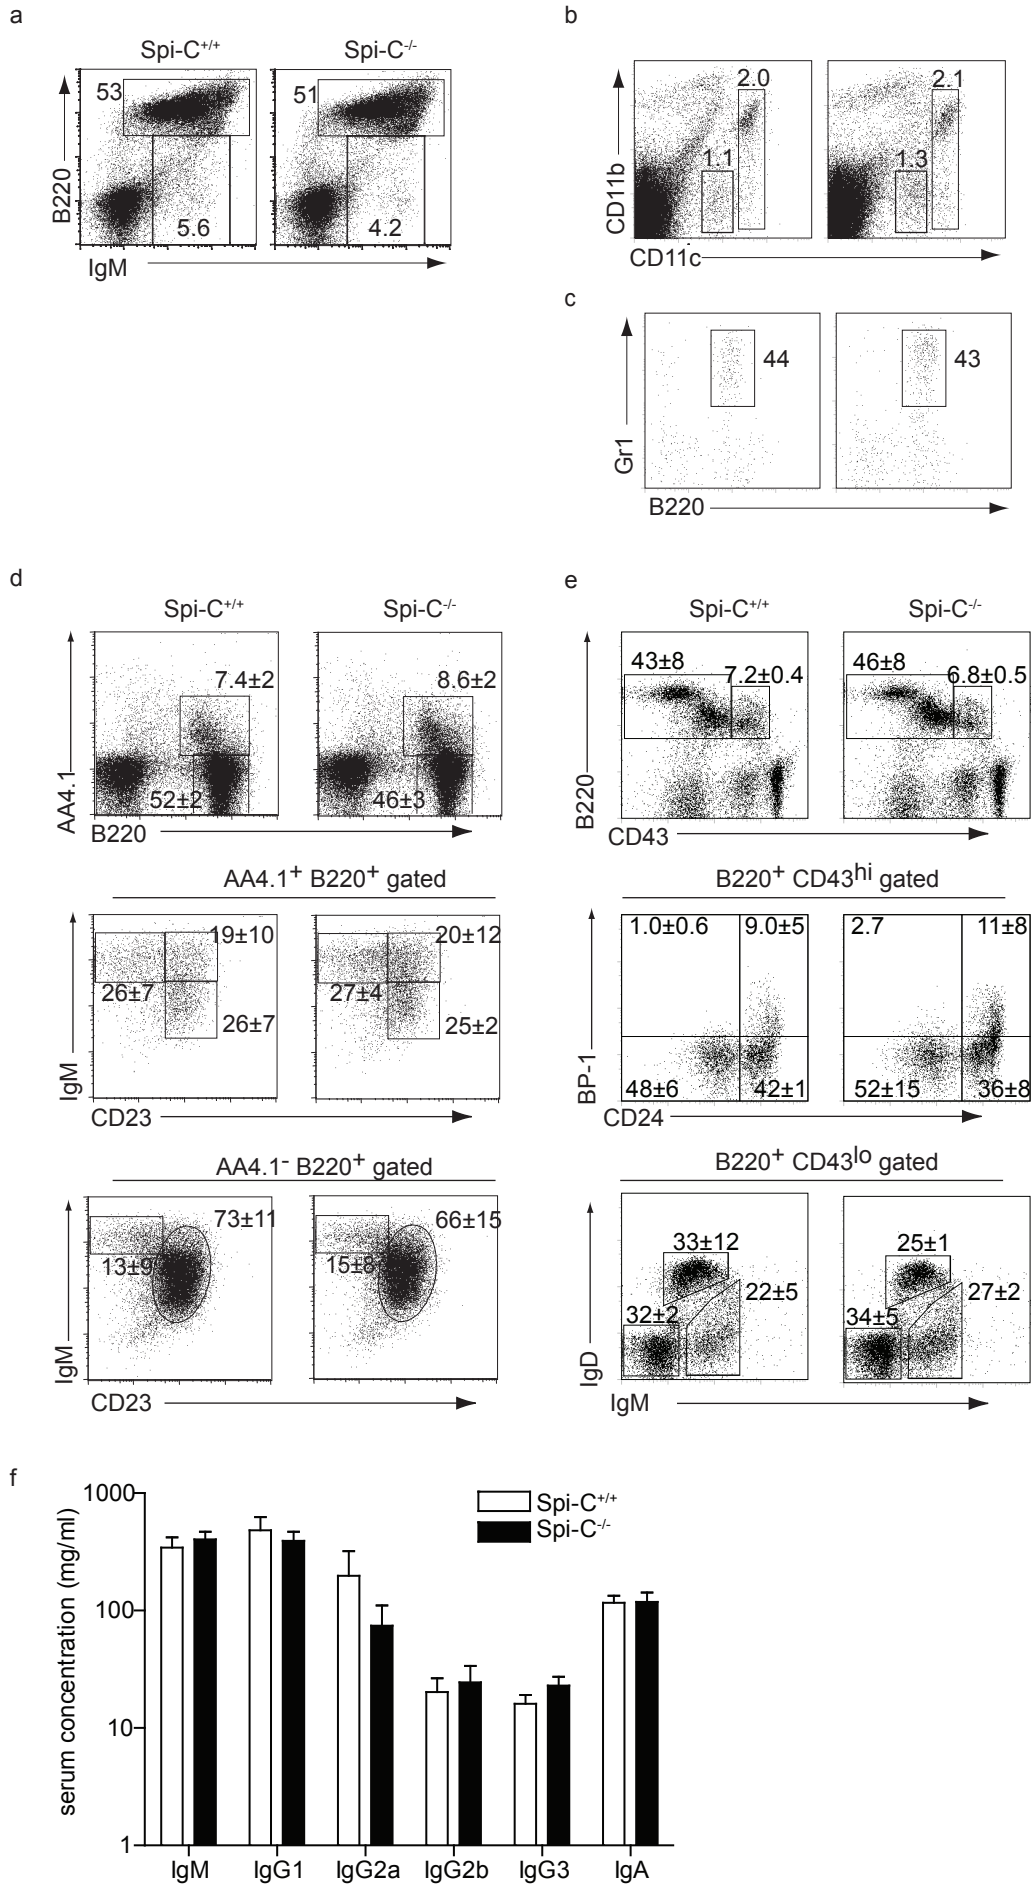 a
Spi-C+/+
Spi-C-/-
53
51
5.6
4.2
B220
IgM
b
2.0
2.1
1.1
1.3
CD11b
CD11c
c
44
43
Gr1
B220
d
Spi-C+/+
Spi-C-/-
7.4±2
8.6±2
52±2
46±3
AA4.1
B220
AA4.1+ B220+ gated
19±10
20±12
26±7
27±4
26±7
25±2
IgM
CD23
AA4.1- B220+ gated
73±11
66±15
13±9
15±8
IgM
CD23
e
Spi-C+/+
Spi-C-/-
43±8
7.2±0.4
46±8
6.8±0.5
B220
CD43
B220+ CD43hi gated
1.0±0.6
9.0±5
2.7
11±8
48±6
42±1
52±15
36±8
BP-1
CD24
B220+ CD43lo gated
33±12
25±1
22±5
27±2
32±2
34±5
IgD
IgM
f
Spi-C+/+
Spi-C-/-
serum concentration (mg/ml)
1000
100
10
1
IgM IgG1 IgG2a IgG2b IgG3 IgA